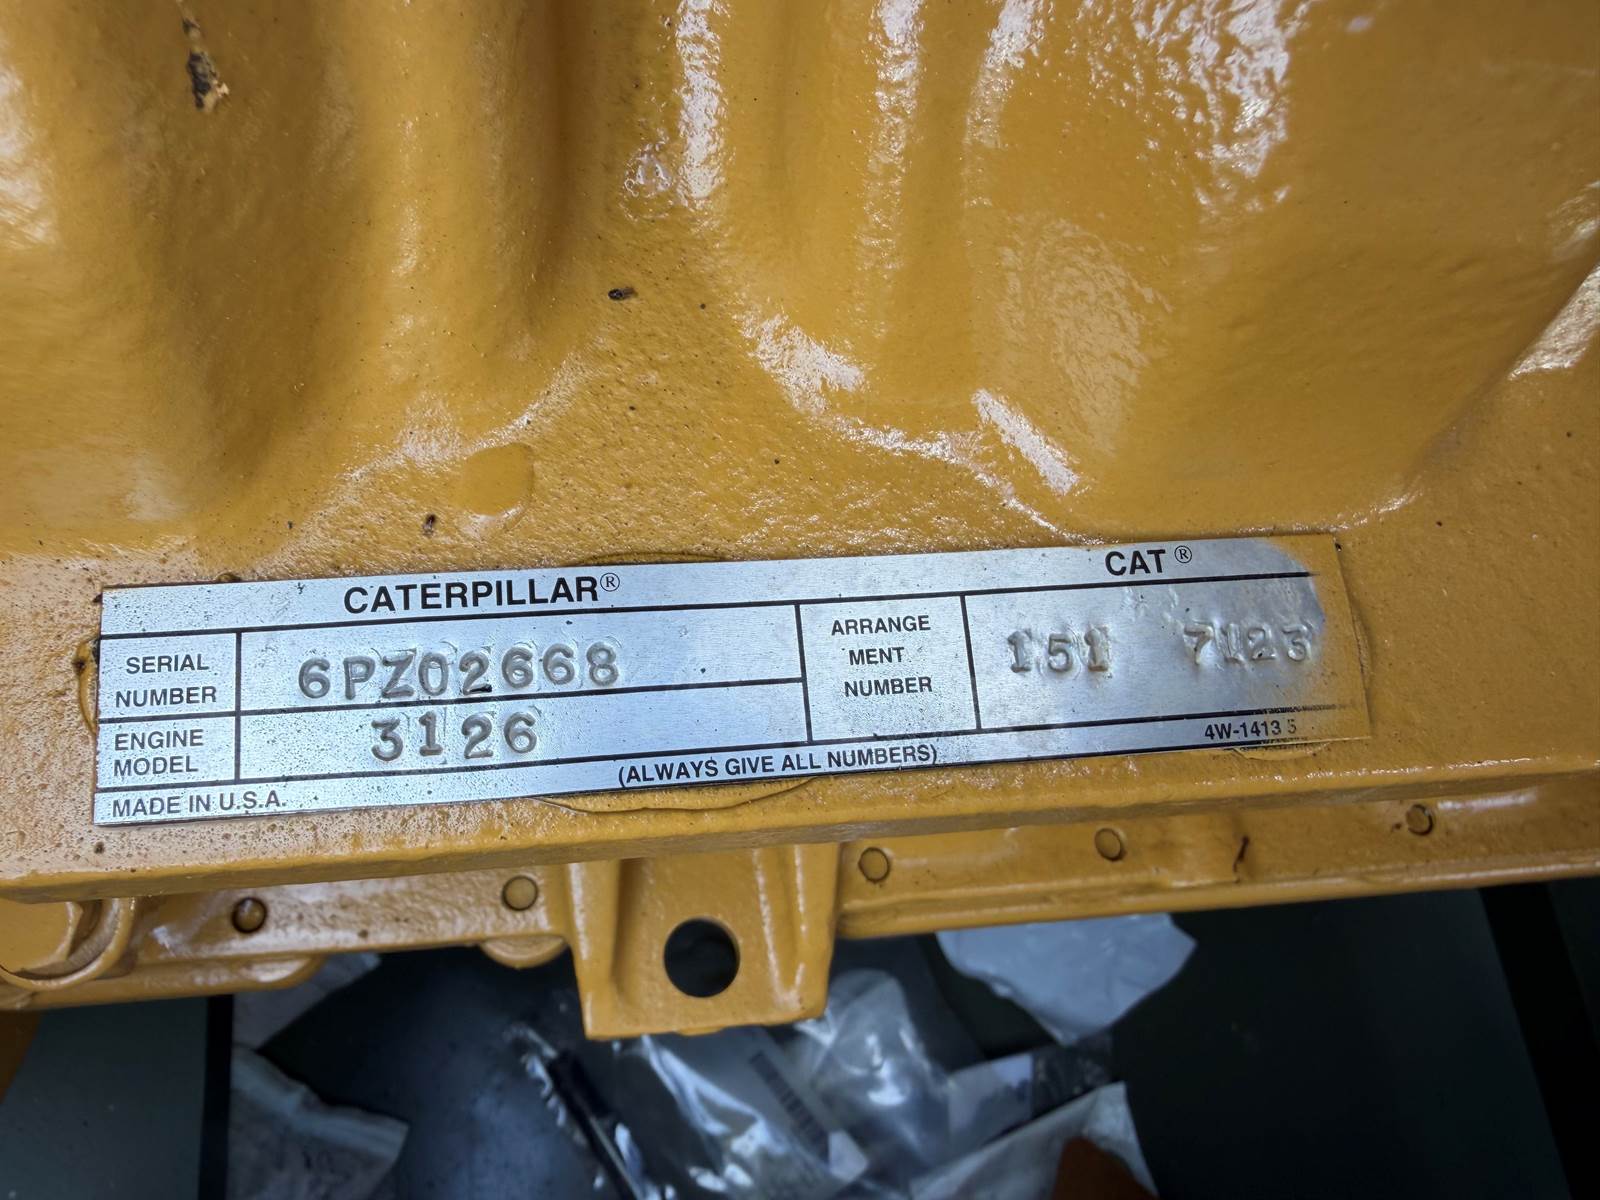 CATERPILLAR® CAT®
SERIAL NUMBER 6PZ02668
ENGINE MODEL 3126
ARRANGE MENT NUMBER 151 7123
MADE IN U.S.A. (ALWAYS GIVE ALL NUMBERS) 4W-1413 5